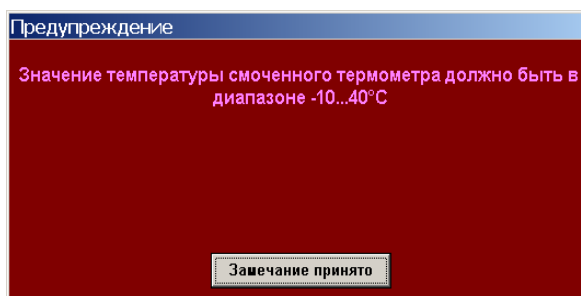 Предупреждение
Значение температуры смоченного термометра должно быть в
диапазоне -10...40°C
Замечание принято